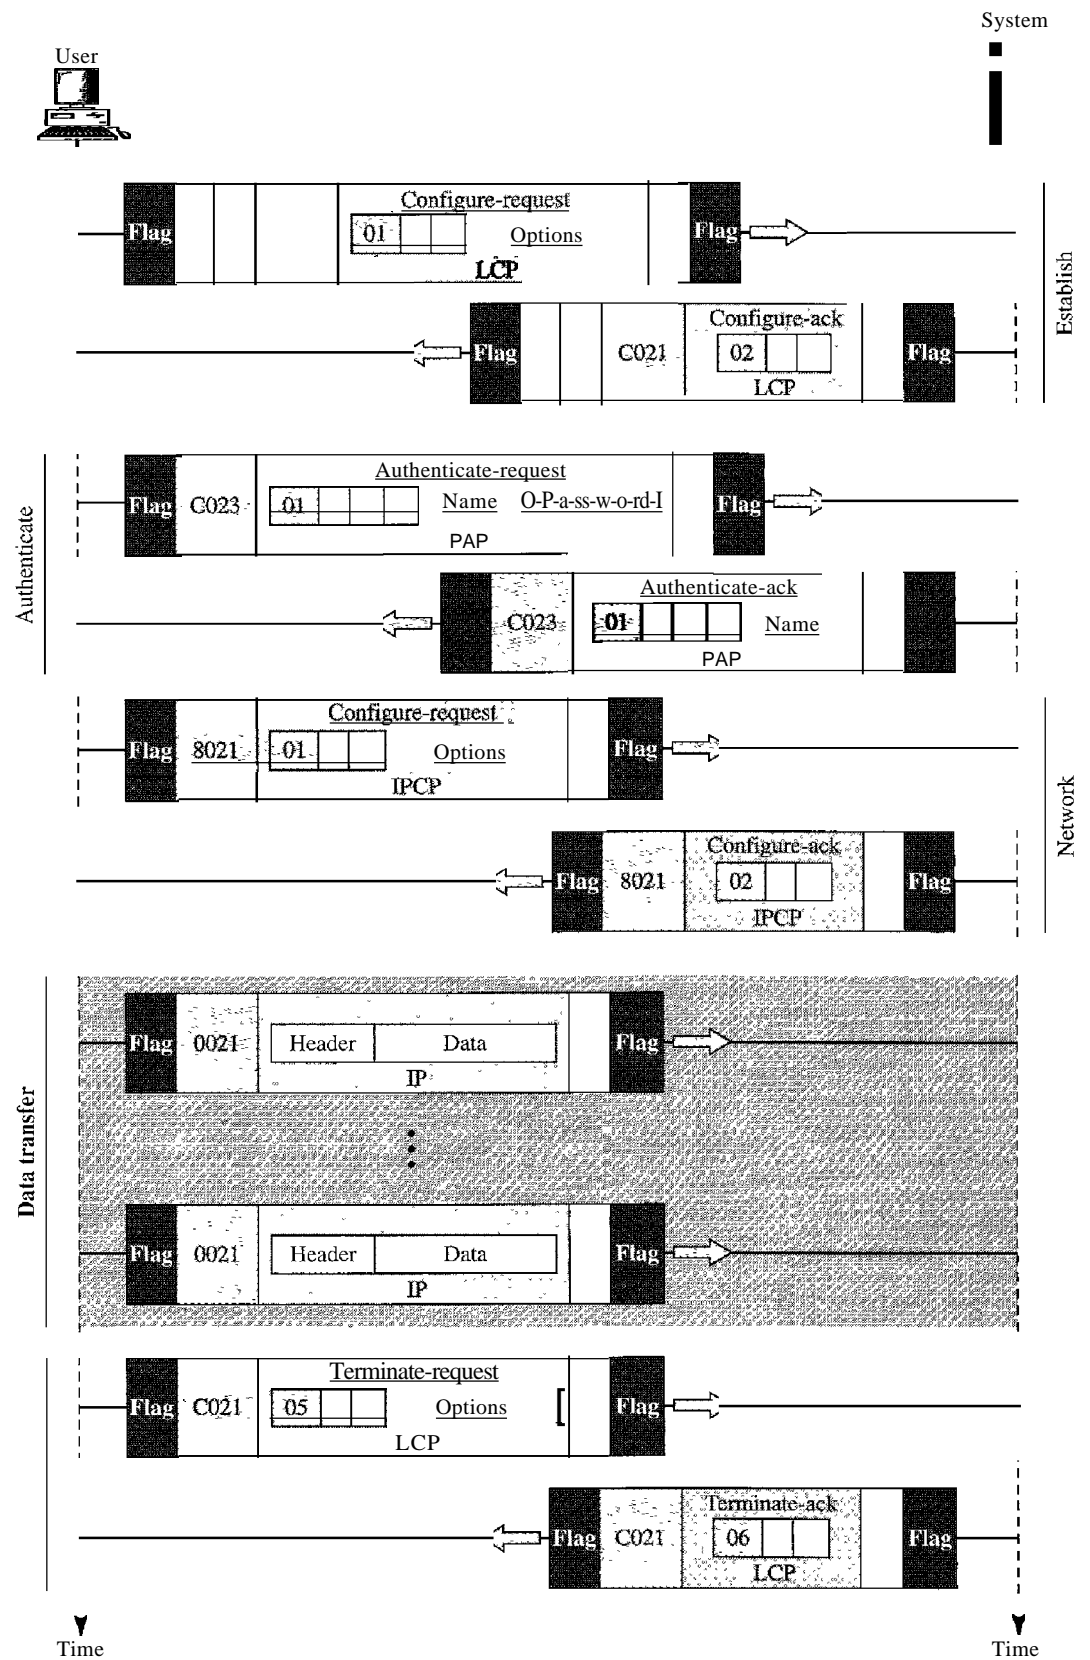 System
User
Configure-request
Flag 01 Options Flag
LCP
Establish
Configure-ack
Flag C021 02 Flag
LCP
Authenticate
Authenticate-request
Flag C023 01 Name O-P-a-ss-w-o-rd-I Flag
PAP
Authenticate-ack
C023 01 Name
PAP
Configure-request
Flag 8021 01 Options Flag
IPCP
Network
Configure-ack
Flag 8021 02 Flag
IPCP
Data transfer
Flag 0021 Header Data Flag
IP
Flag 0021 Header Data Flag
IP
Terminate-request
Flag C021 05 Options [ Flag
LCP
Terminate-ack
Flag C021 06 Flag
LCP
Time Time